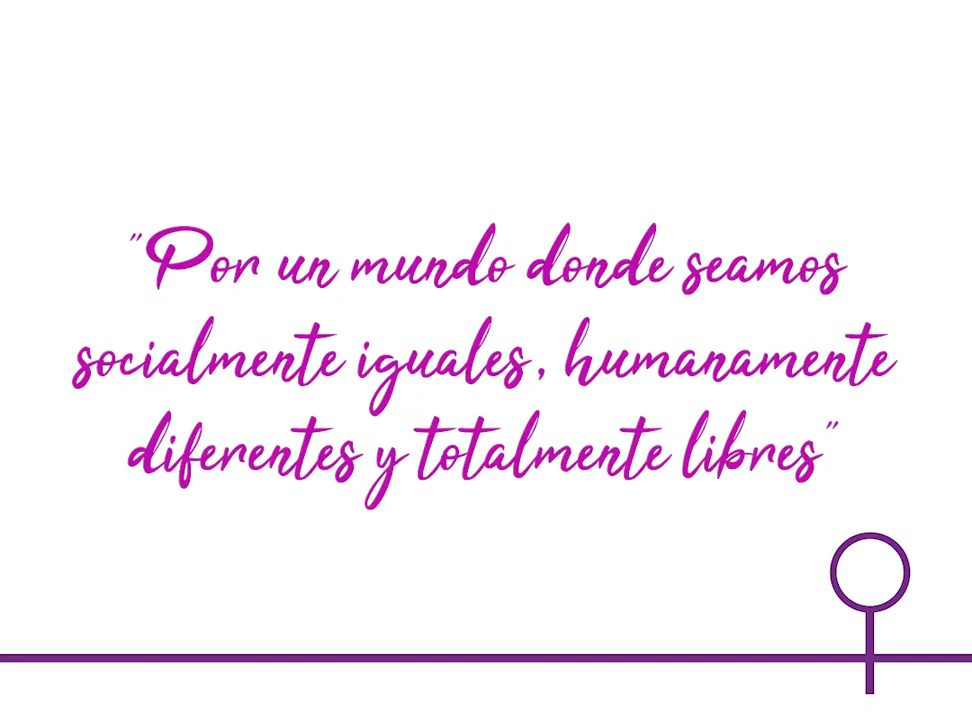 "Por un mundo donde seamos
socialmente iguales, humanamente
diferentes y totalmente libres"